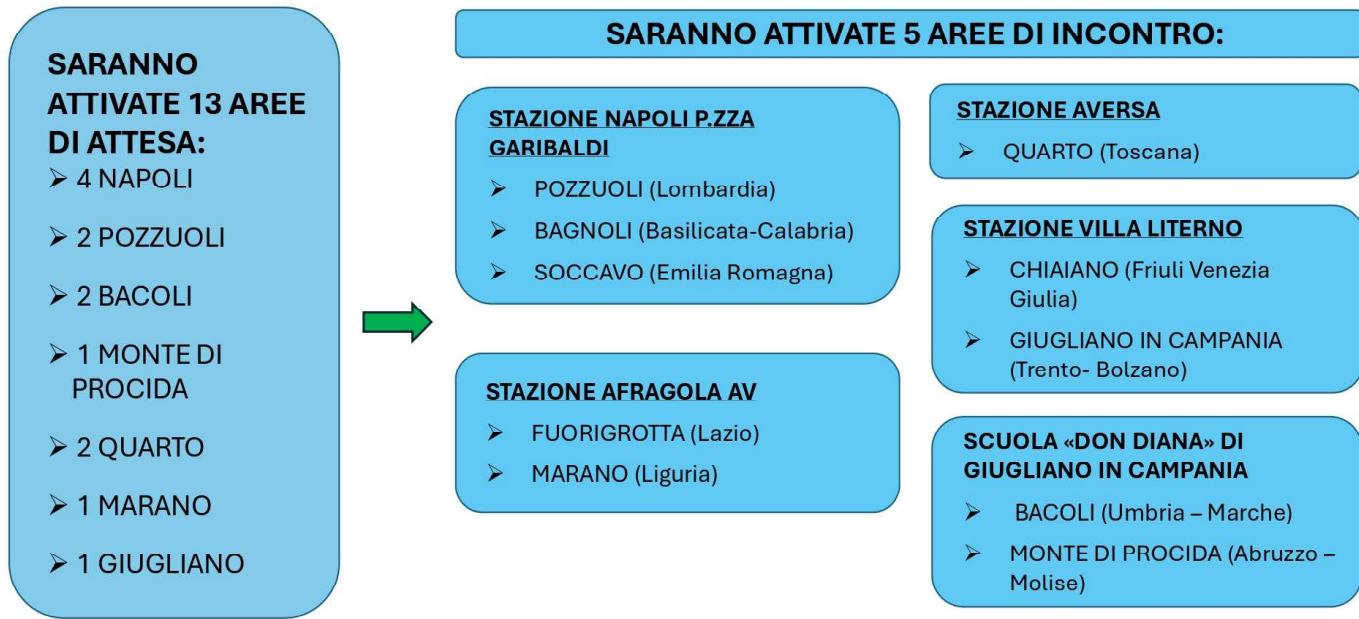 SARANNO
ATTIVATE 13 AREE
DI ATTESA:
➢ 4 NAPOLI
➢ 2 POZZUOLI
➢ 2 BACOLI
➢ 1 MONTE DI
PROCIDA
➢ 2 QUARTO
➢ 1 MARANO
➢ 1 GIUGLIANO
SARANNO ATTIVATE 5 AREE DI INCONTRO:
STAZIONE NAPOLI P.ZZA
GARIBALDI
➢ POZZUOLI (Lombardia)
➢ BAGNOLI (Basilicata-Calabria)
➢ SOCCAVO (Emilia Romagna)
STAZIONE AFRAGOLA AV
➢ FUORIGROTTA (Lazio)
➢ MARANO (Liguria)
STAZIONE AVERSA
➢ QUARTO (Toscana)
STAZIONE VILLA LITERNO
➢ CHIAIANO (Friuli Venezia
Giulia)
➢ GIUGLIANO IN CAMPANIA
(Trento- Bolzano)
SCUOLA «DON DIANA» DI
GIUGLIANO IN CAMPANIA
➢ BACOLI (Umbria – Marche)
➢ MONTE DI PROCIDA (Abruzzo –
Molise)